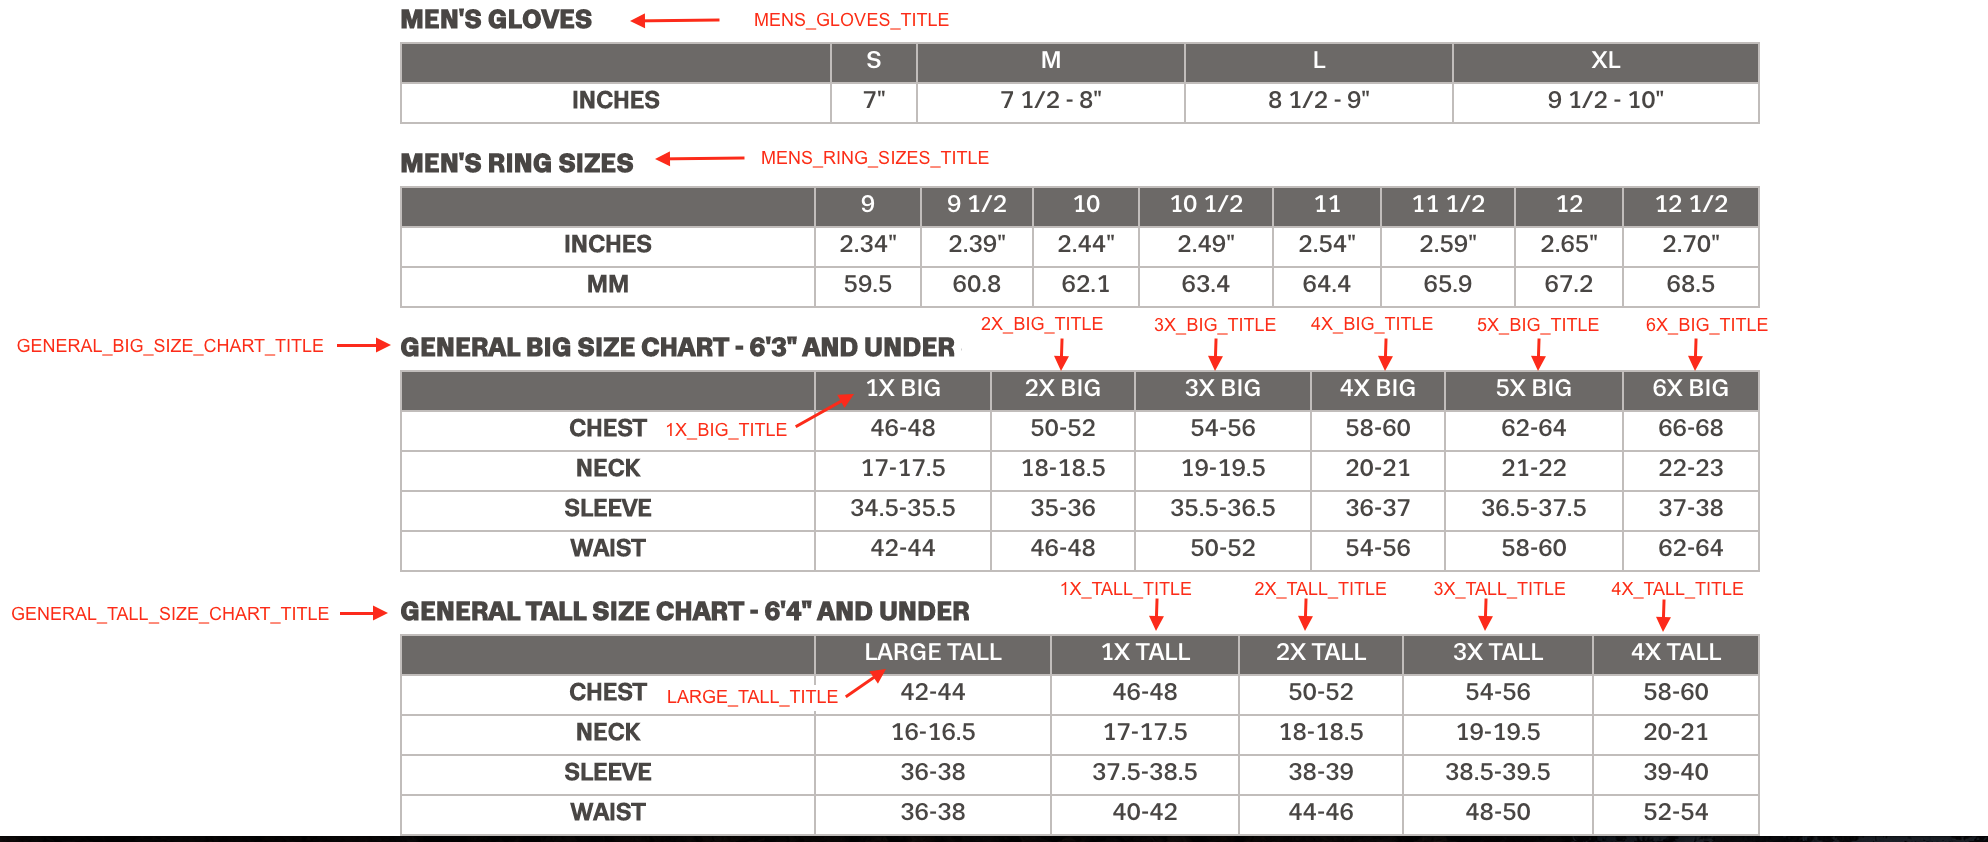 MEN'S GLOVES MENS_GLOVES_TITLE
S M L XL
INCHES 7" 7 1/2 - 8" 8 1/2 - 9" 9 1/2 - 10"
MEN'S RING SIZES MENS_RING_SIZES_TITLE
9 9 1/2 10 10 1/2 11 11 1/2 12 12 1/2
INCHES 2.34" 2.39" 2.44" 2.49" 2.54" 2.59" 2.65" 2.70"
MM 59.5 60.8 62.1 63.4 64.4 65.9 67.2 68.5
2X_BIG_TITLE 3X_BIG_TITLE 4X_BIG_TITLE 5X_BIG_TITLE 6X_BIG_TITLE
GENERAL_BIG_SIZE_CHART_TITLE GENERAL BIG SIZE CHART - 6'3" AND UNDER
1X BIG 2X BIG 3X BIG 4X BIG 5X BIG 6X BIG
CHEST 1X_BIG_TITLE 46-48 50-52 54-56 58-60 62-64 66-68
NECK 17-17.5 18-18.5 19-19.5 20-21 21-22 22-23
SLEEVE 34.5-35.5 35-36 35.5-36.5 36-37 36.5-37.5 37-38
WAIST 42-44 46-48 50-52 54-56 58-60 62-64
1X_TALL_TITLE 2X_TALL_TITLE 3X_TALL_TITLE 4X_TALL_TITLE
GENERAL_TALL_SIZE_CHART_TITLE GENERAL TALL SIZE CHART - 6'4" AND UNDER
LARGE TALL 1X TALL 2X TALL 3X TALL 4X TALL
CHEST LARGE_TALL_TITLE 42-44 46-48 50-52 54-56 58-60
NECK 16-16.5 17-17.5 18-18.5 19-19.5 20-21
SLEEVE 36-38 37.5-38.5 38-39 38.5-39.5 39-40
WAIST 36-38 40-42 44-46 48-50 52-54